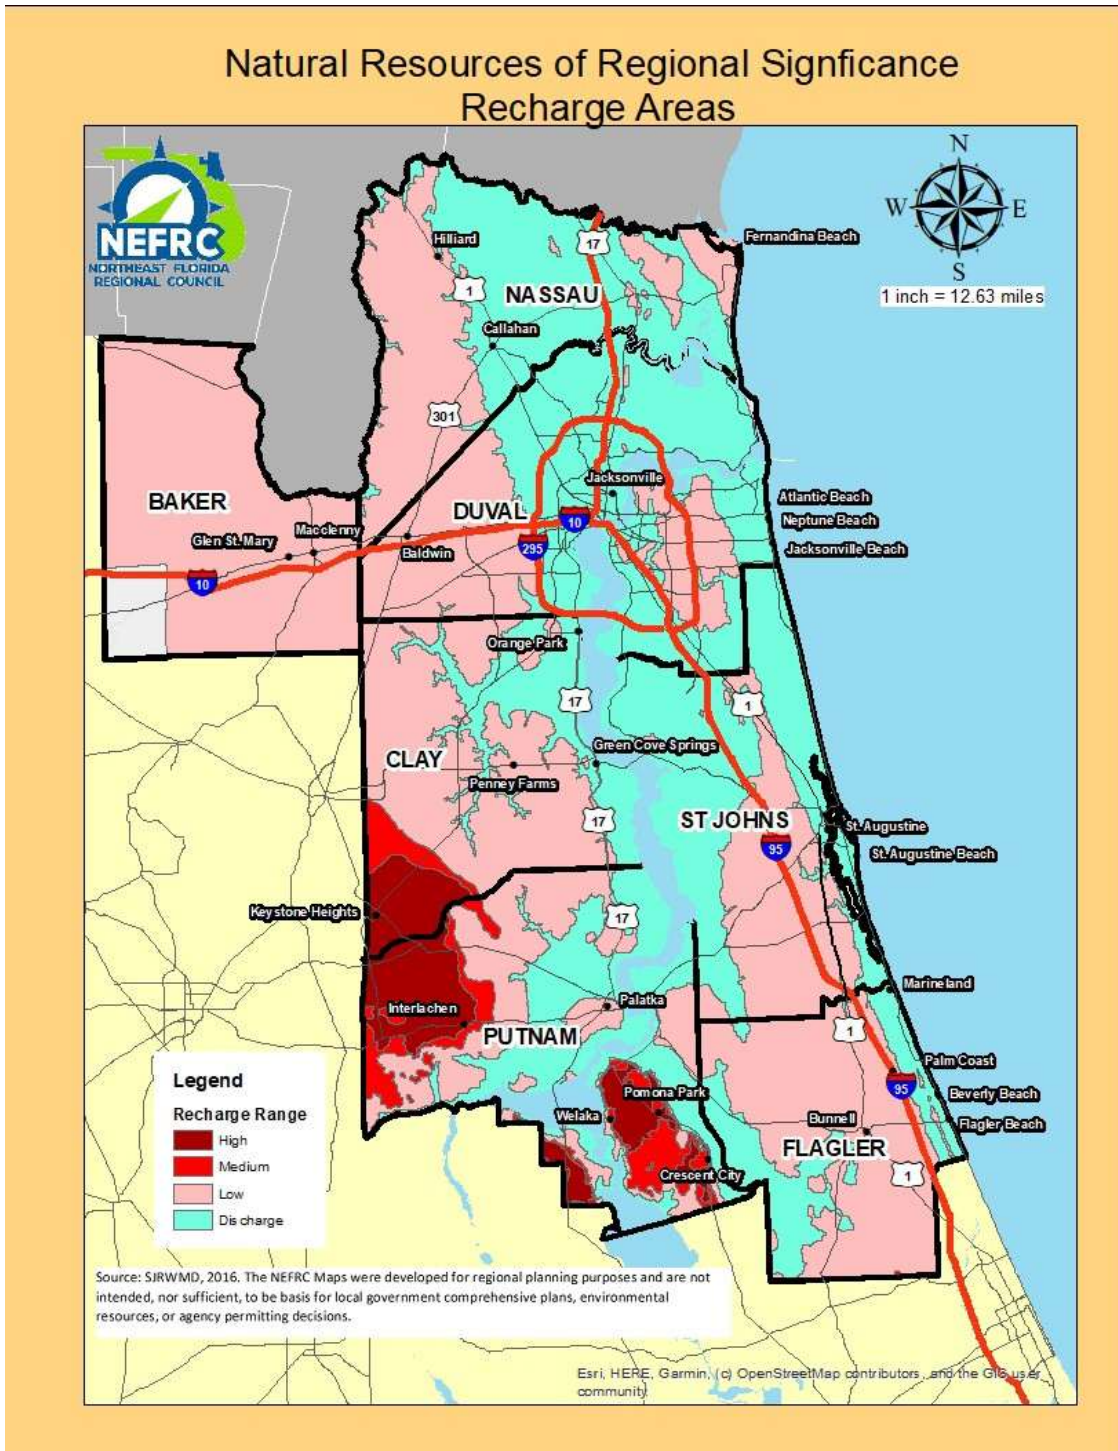 Natural Resources of Regional Signficance
Recharge Areas
NEFRC
NORTHEAST FLORIDA
REGIONAL COUNCIL
N
W
E
S
1 inch = 12.63 miles
Fernandina Beach
Hilliard
17
1
NASSAU
Callahan
301
BAKER
Jacksonville
DUVAL
Atlantic Beach
10
Neptune Beach
Macclenny
Glen St. Mary
Baldwin
295
Jacksonville Beach
10
Orange Park
17
1
Green Cove Springs
CLAY
Penney Farms
17
ST JOHNS
St. Augustine
95
St. Augustine Beach
Keystone Heights
17
Marineland
Interlachen
Palatka
PUTNAM
1
Palm Coast
95
Pomona Park
Beverly Beach
Welaka
Bunnell
Flagler Beach
FLAGLER
Crescent City
1
Legend
Recharge Range
High
Medium
Low
Discharge
Source: SJRWMD, 2016. The NEFRC Maps were developed for regional planning purposes and are not
intended, nor sufficient, to be basis for local government comprehensive plans, environmental
resources, or agency permitting decisions.
Esri, HERE, Garmin, (c) OpenStreetMap contributors, and the GIS user
community